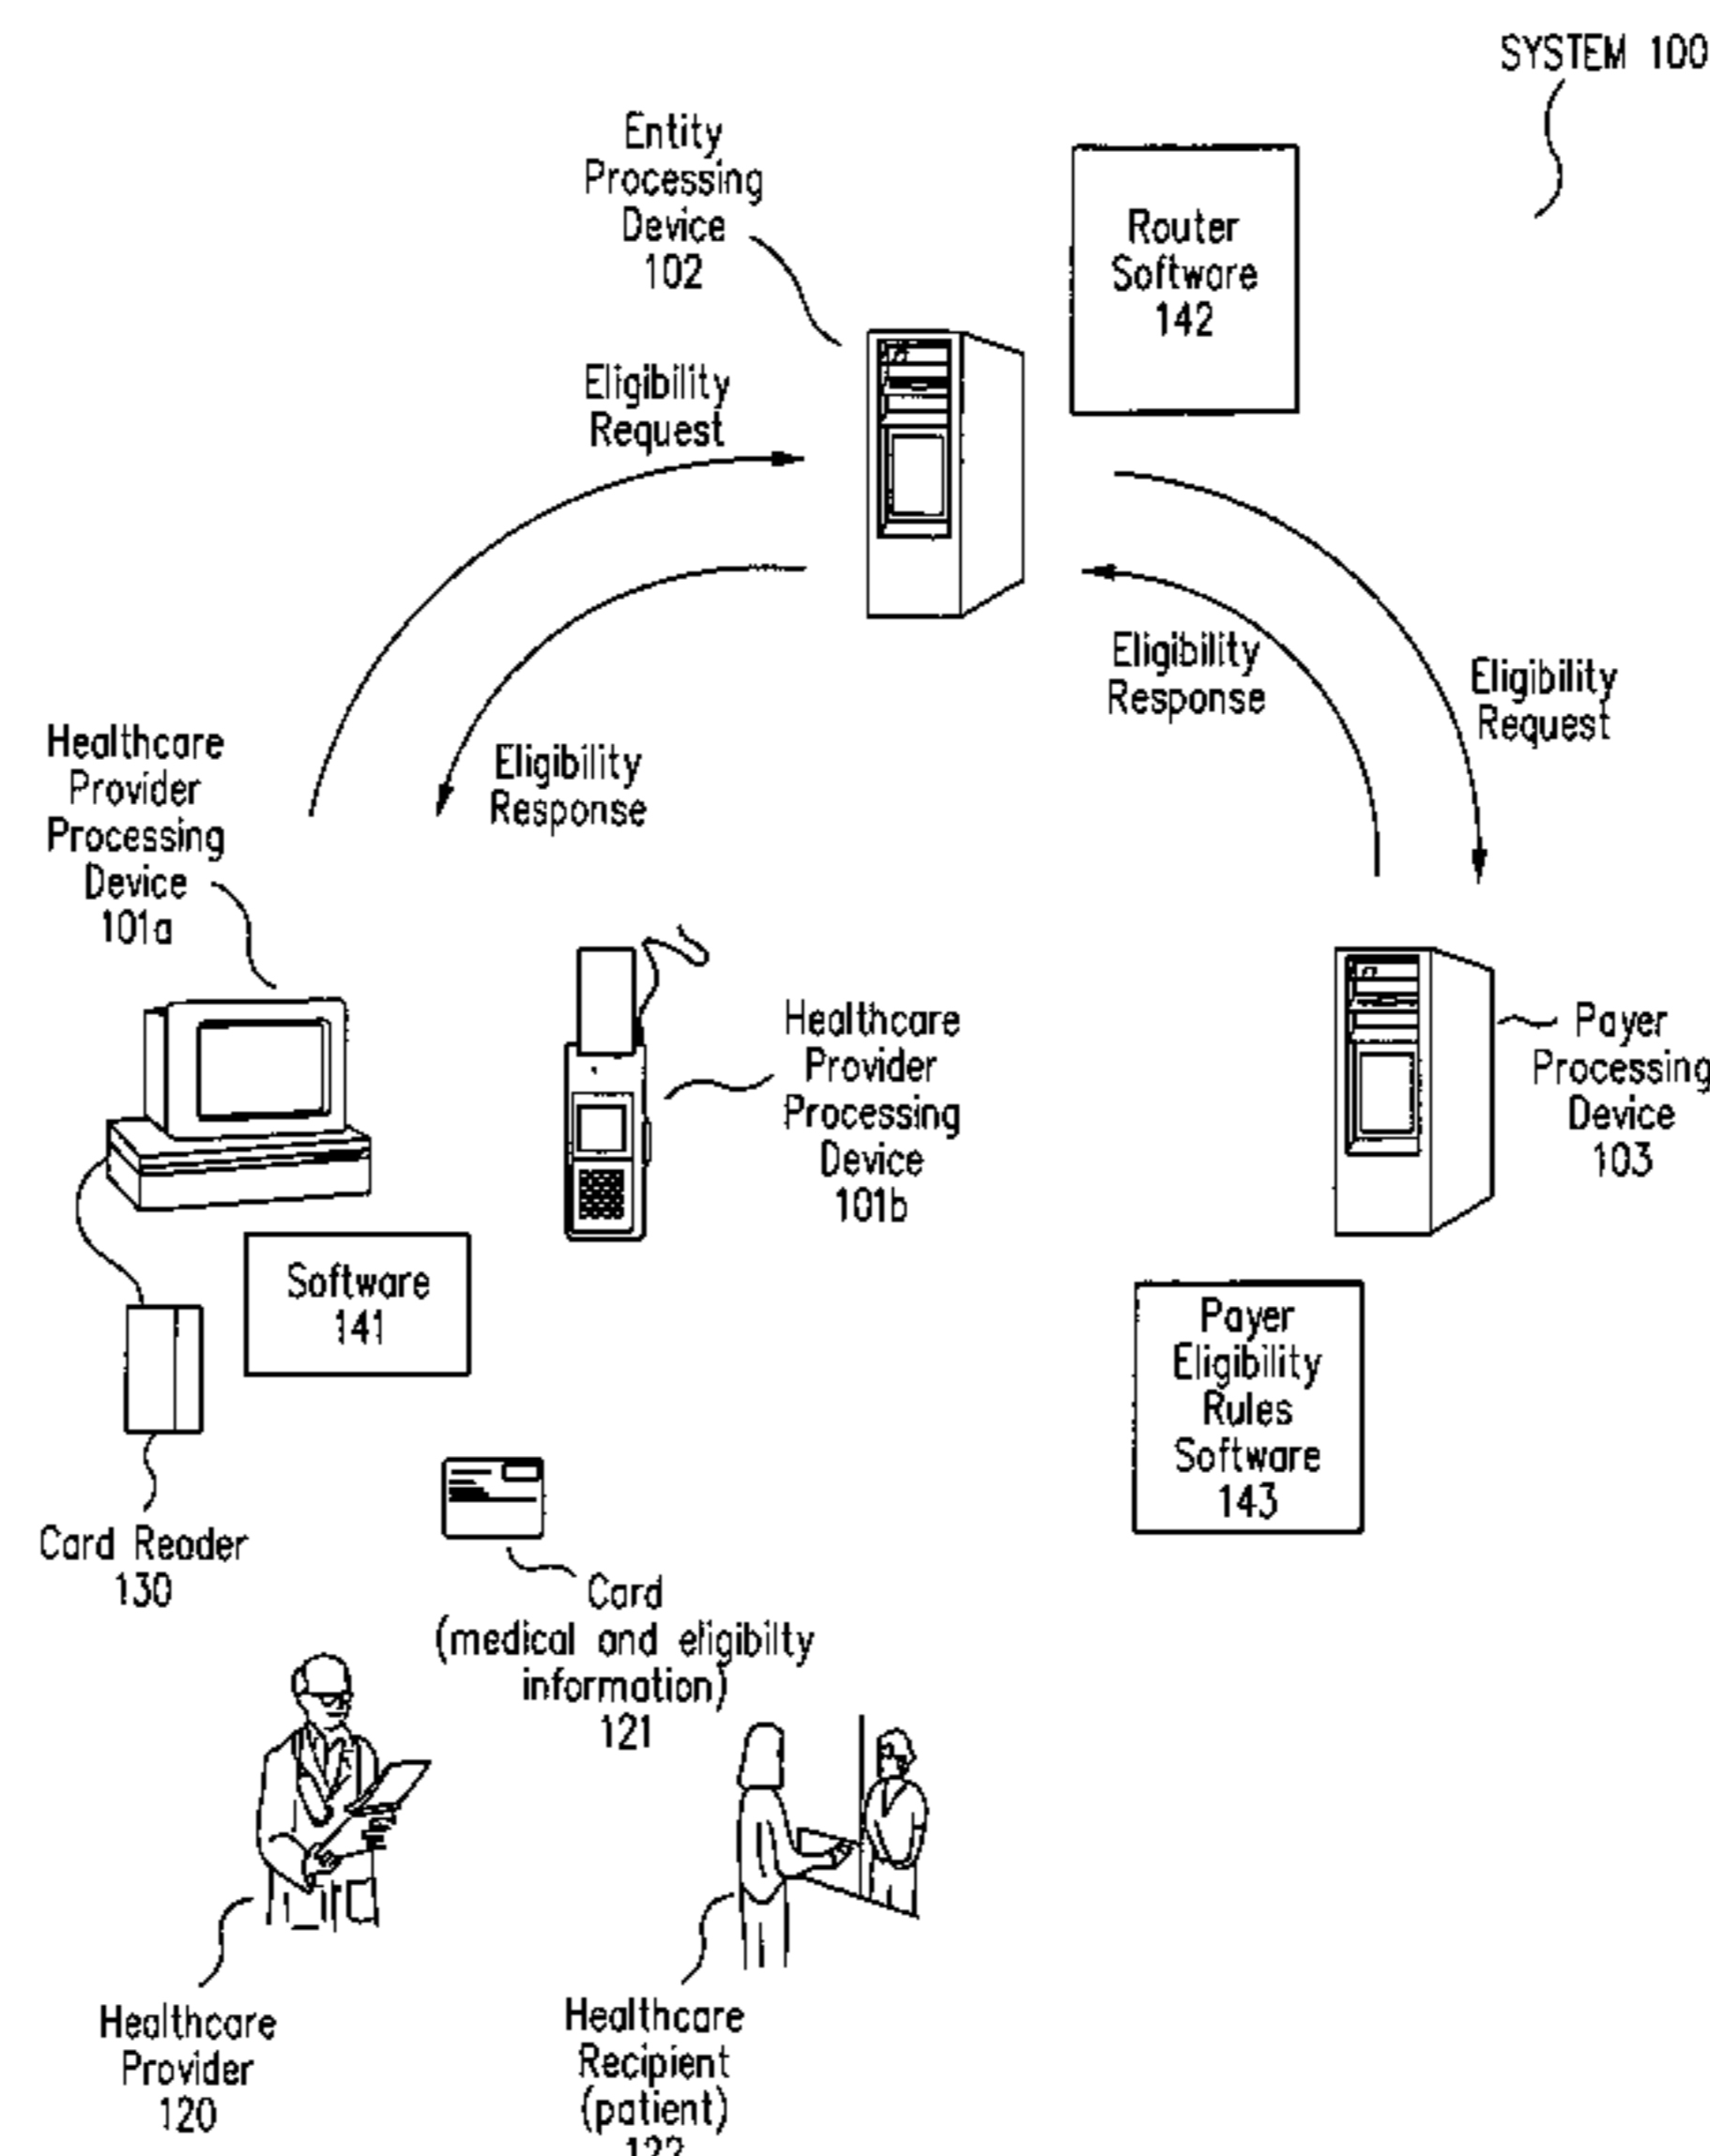 SYSTEM 100
Entity
Processing
Device
102
Router
Software
142
Eligibility
Request
Eligibility
Response
Eligibility
Request
Eligibility
Response
Healthcare
Provider
Processing
Device
101a
Healthcare
Provider
Processing
Device
101b
Payer
Processing
Device
103
Software
141
Payer
Eligibility
Rules
Software
143
Card Reader
130
Card
(medical and eligibilty
information)
121
Healthcare
Provider
120
Healthcare
Recipient
(patient)
122